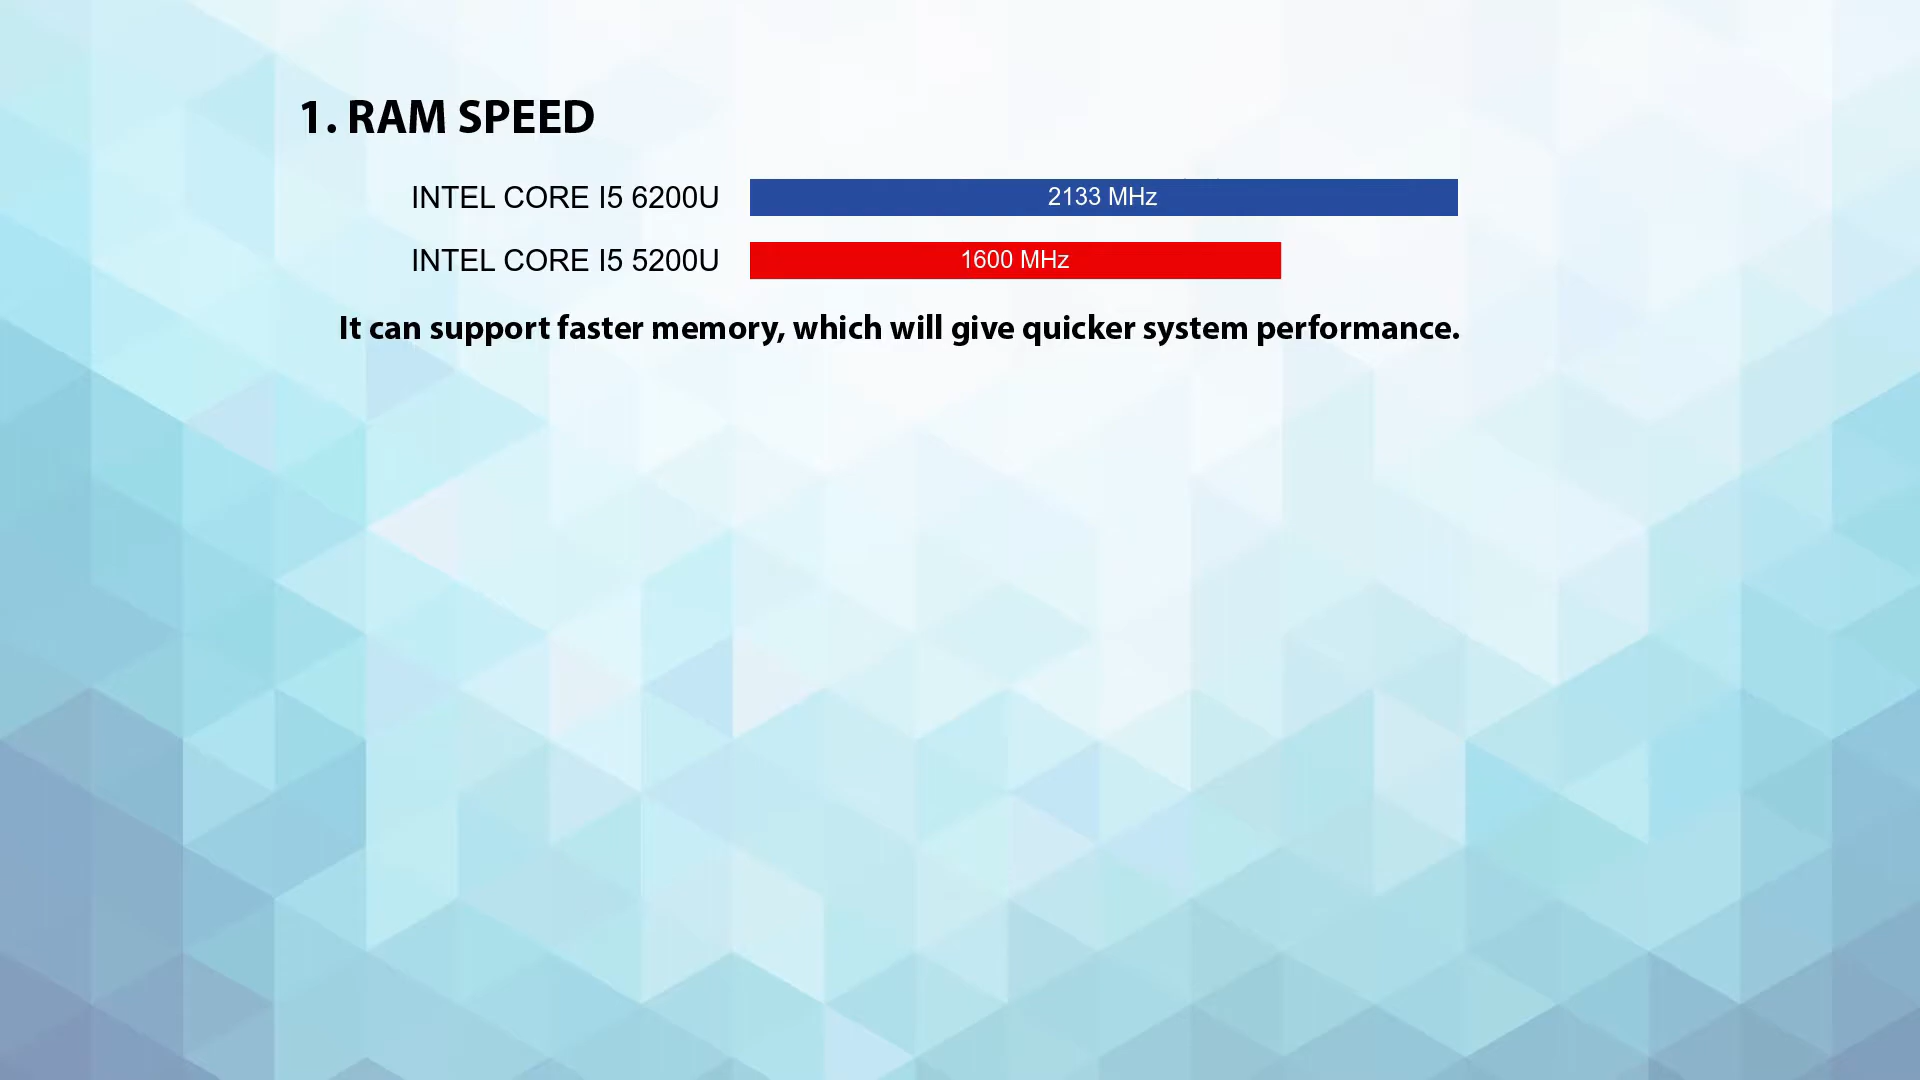 1. RAM SPEED
INTEL CORE I5 6200U 2133 MHz
INTEL CORE I5 5200U 1600 MHz
It can support faster memory, which will give quicker system performance.